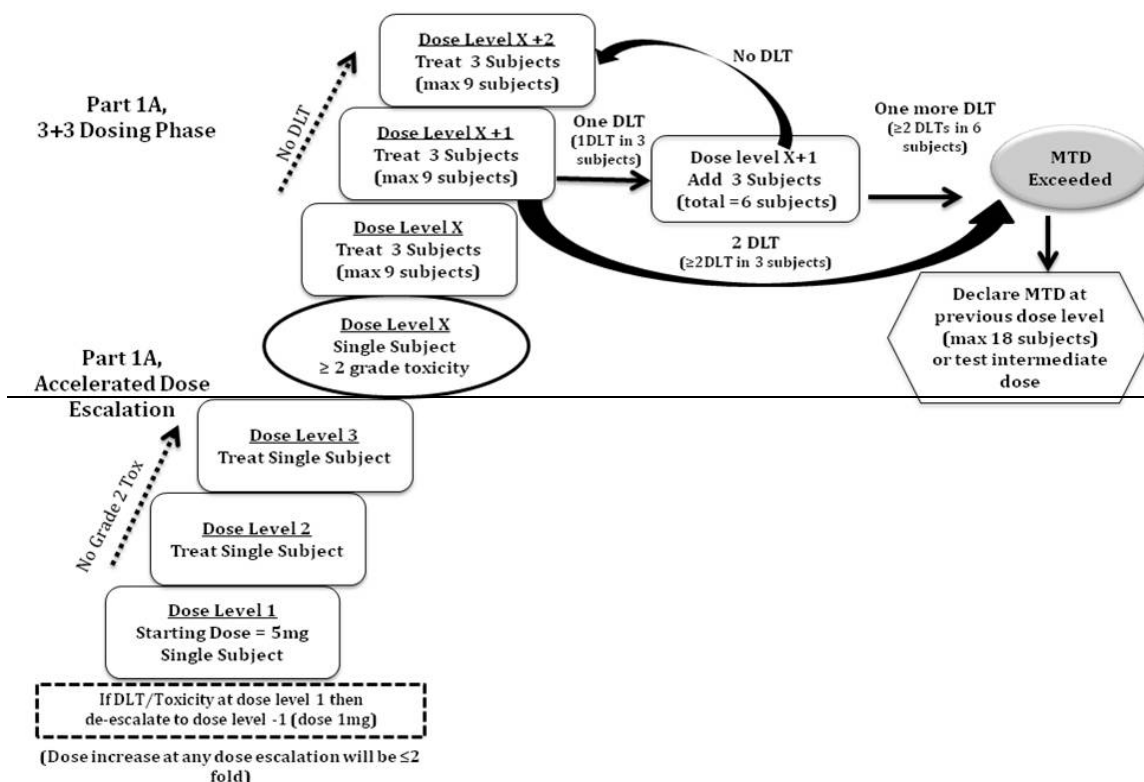 Part 1A,
3+3 Dosing Phase
No DLT
Dose Level X +2
Treat 3 Subjects
(max 9 subjects)
Dose Level X +1
Treat 3 Subjects
(max 9 subjects)
Dose Level X
Treat 3 Subjects
(max 9 subjects)
One DLT
(1DLT in 3
subjects)
No DLT
Dose level X+1
Add 3 Subjects
(total =6 subjects)
One more DLT
(≥2 DLTs in 6
subjects)
2 DLT
(≥2DLT in 3 subjects)
MTD
Exceeded
Declare MTD at
previous dose level
(max 18 subjects)
or test intermediate
dose
Dose Level X
Single Subject
≥ 2 grade toxicity
Part 1A,
Accelerated Dose
Escalation
No Grade 2 Tox
Dose Level 3
Treat Single Subject
Dose Level 2
Treat Single Subject
Dose Level 1
Starting Dose = 5mg
Single Subject
If DLT/Toxicity at dose level 1 then
de-escalate to dose level -1 (dose 1mg)
(Dose increase at any dose escalation will be ≤2
fold)